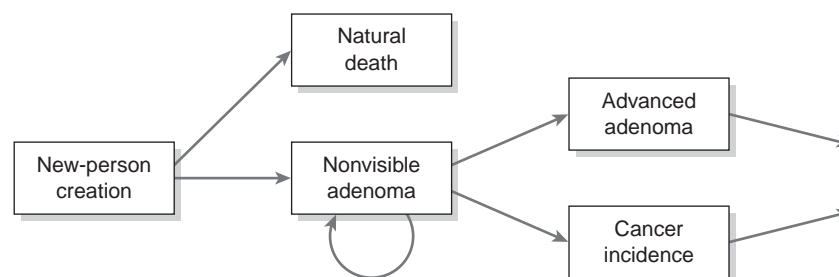 Natural
death
Advanced
adenoma
New-person
creation
Nonvisible
adenoma
Cancer
incidence